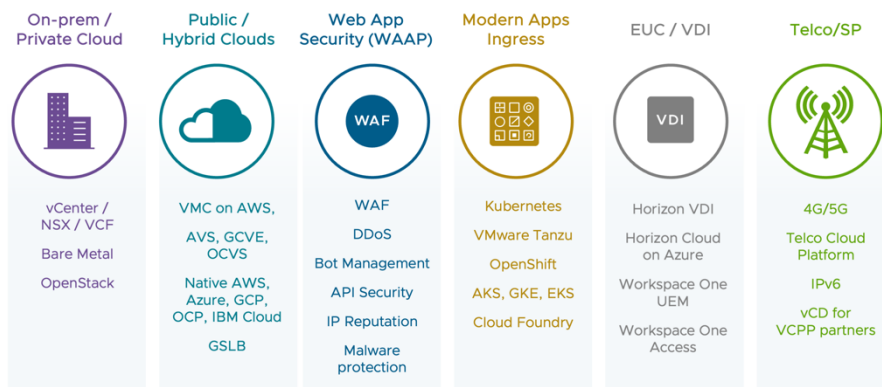 On-prem /
Private Cloud
vCenter /
NSX / VCF
Bare Metal
OpenStack
Public /
Hybrid Clouds
VMC on AWS,
AVS, GCVE,
OCVS
Native AWS,
Azure, GCP,
OCP, IBM Cloud
GSLB
Web App
Security (WAAP)
WAF
WAF
DDoS
Bot Management
API Security
IP Reputation
Malware
protection
Modern Apps
Ingress
Kubernetes
VMware Tanzu
OpenShift
AKS, GKE, EKS
Cloud Foundry
EUC / VDI
VDI
Horizon VDI
Horizon Cloud
on Azure
Workspace One
UEM
Workspace One
Access
Telco/SP
4G/5G
Telco Cloud
Platform
IPv6
vCD for
VCPP partners